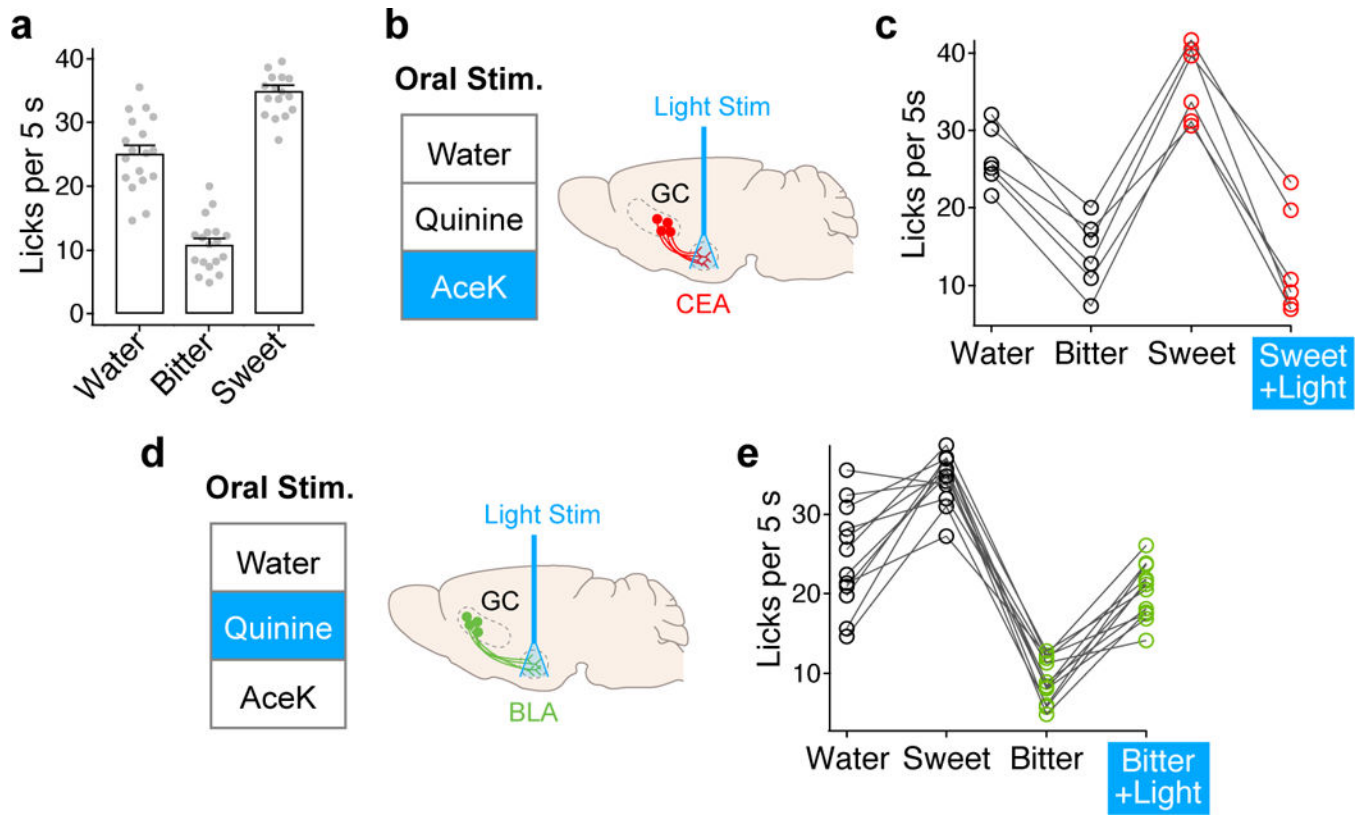 a
Licks per 5 s
40
30
20
10
0
Water
Bitter
Sweet
b
Oral Stim.
Water
Quinine
AceK
Light Stim
GC
CEA
c
Licks per 5s
40
30
20
10
Water
Bitter
Sweet
Sweet
+Light
d
Oral Stim.
Water
Quinine
AceK
Light Stim
GC
BLA
e
Licks per 5 s
30
20
10
Water
Sweet
Bitter
Bitter
+Light